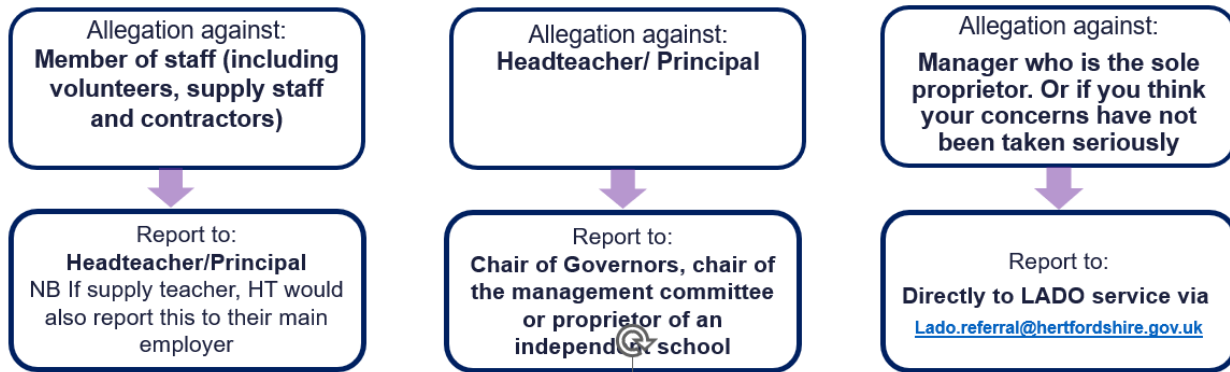 Allegation against:
Member of staff (including
volunteers, supply staff
and contractors)
Allegation against:
Headteacher/ Principal
Allegation against:
Manager who is the sole
proprietor. Or if you think
your concerns have not
been taken seriously
Report to:
Headteacher/Principal
NB If supply teacher, HT would
also report this to their main
employer
Report to:
Chair of Governors, chair of
the management committee
or proprietor of an
independent school
Report to:
Directly to LADO service via
Lado.referral@hertfordshire.gov.uk